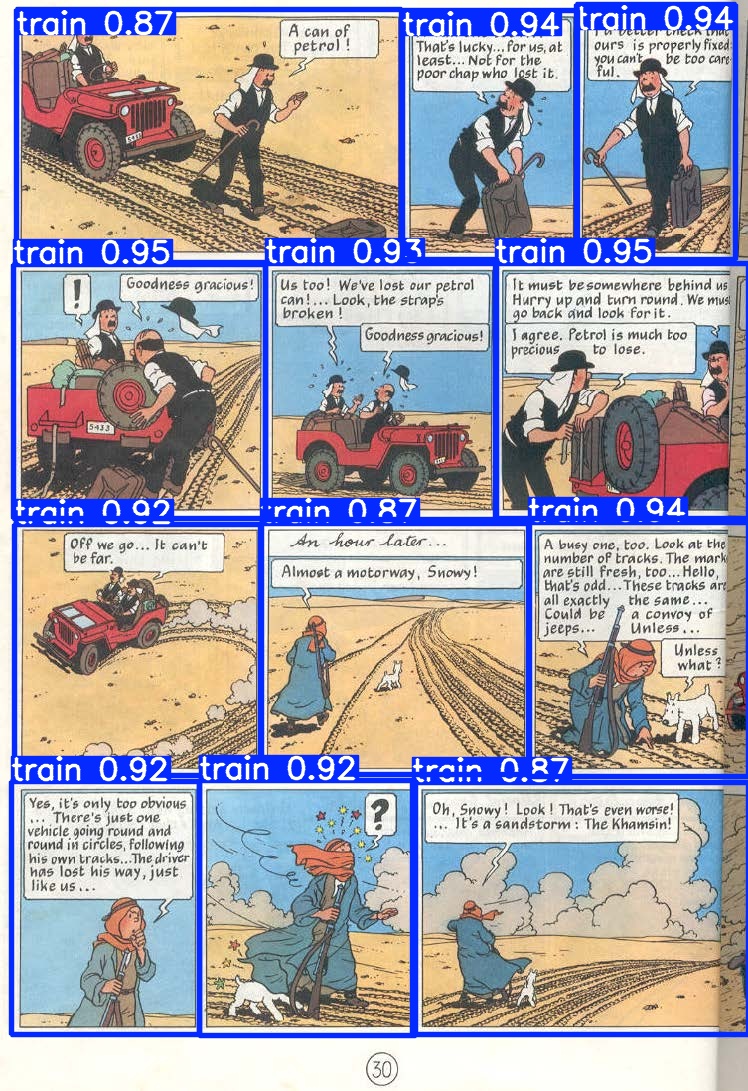 train 0.87
train 0.94
train 0.94
A can of
petrol !
That's lucky... for us, at
least... Not for the
poor chap who lost it.
better check that
ours is properly fixed
you can't be too care
ful.
train 0.95
train 0.93
train 0.95
!
Goodness gracious!
5433
Us too! We've lost our petrol
can!... Look, the strap's
broken !
Goodness gracious!
It must be somewhere behind us
Hurry up and turn round. We mus
go back and look for it.
I agree. Petrol is much too
precious to lose.
train 0.92
train 0.87
train 0.94
Off we go... It can't
be far.
An hour later...
Almost a motorway, Snowy!
A busy one, too. Look at the
number of tracks. The mark
are still fresh, too... Hello,
that's odd... These tracks are
all exactly the same...
Could be a convoy of
jeeps... Unless...
Unless
what ?
train 0.92
train 0.92
train 0.87
Yes, it's only too obvious
... There's just one
vehicle going round and
round in circles, following
his own tracks... The driver
has lost his way, just
like us...
?
Oh, Snowy! Look! That's even worse!
... It's a sandstorm : The Khamsin!
30